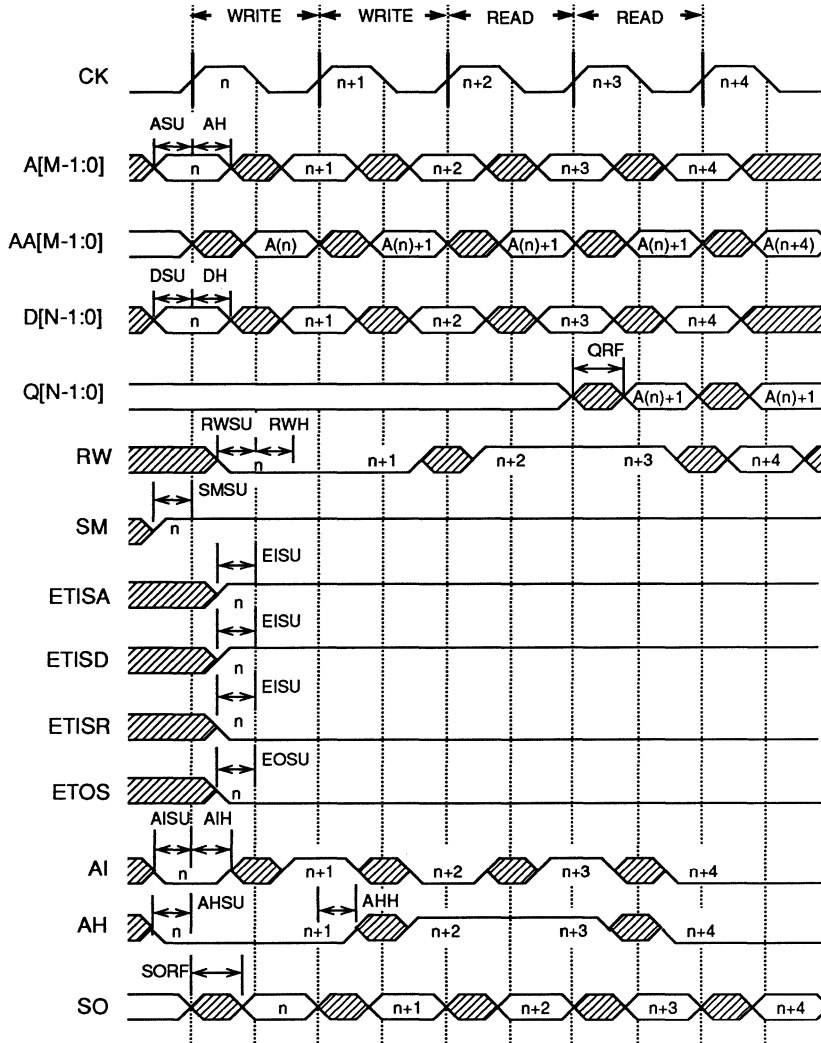 WRITE WRITE READ READ
CK n n+1 n+2 n+3 n+4
ASU AH
A[M-1:0] n n+1 n+2 n+3 n+4
AA[M-1:0] A(n) A(n)+1 A(n)+1 A(n)+1 A(n+4)
DSU DH
D[N-1:0] n n+1 n+2 n+3 n+4
QRF
Q[N-1:0] A(n)+1 A(n)+1
RWSU RWH
RW n n+1 n+2 n+3 n+4
SMSU
SM n
EISU
ETISA n
EISU
ETISD n
EISU
ETISR n
EOSU
ETOS n
AISU AIH
AI n n+1 n+2 n+3 n+4
AHSU AHH
AH n n+1 n+2 n+3 n+4
SORF
SO n n+1 n+2 n+3 n+4